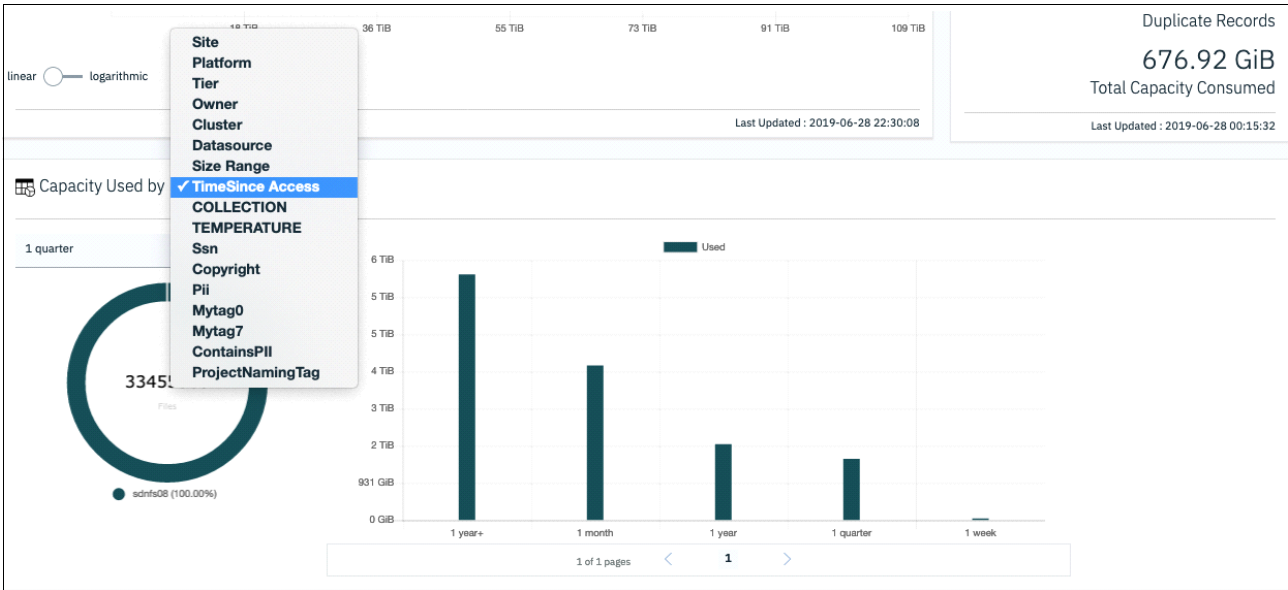 36 TiB
55 TiB
73 TiB
91 TiB
109 TiB
linear
logarithmic
Last Updated : 2019-06-28 22:30:08
Duplicate Records
676.92 GiB
Total Capacity Consumed
Last Updated : 2019-06-28 00:15:32
Site
Platform
Tier
Owner
Cluster
Datasource
Size Range
✓ TimeSince Access
COLLECTION
TEMPERATURE
Ssn
Copyright
Pii
Mytag0
Mytag7
ContainsPII
ProjectNamingTag
Capacity Used by
1 quarter
Files
sdnfs08 (100.00%)
Used
6 TiB
5 TiB
5 TiB
4 TiB
3 TiB
2 TiB
931 GiB
0 GiB
1 year+
1 month
1 year
1 quarter
1 week
1 of 1 pages
1